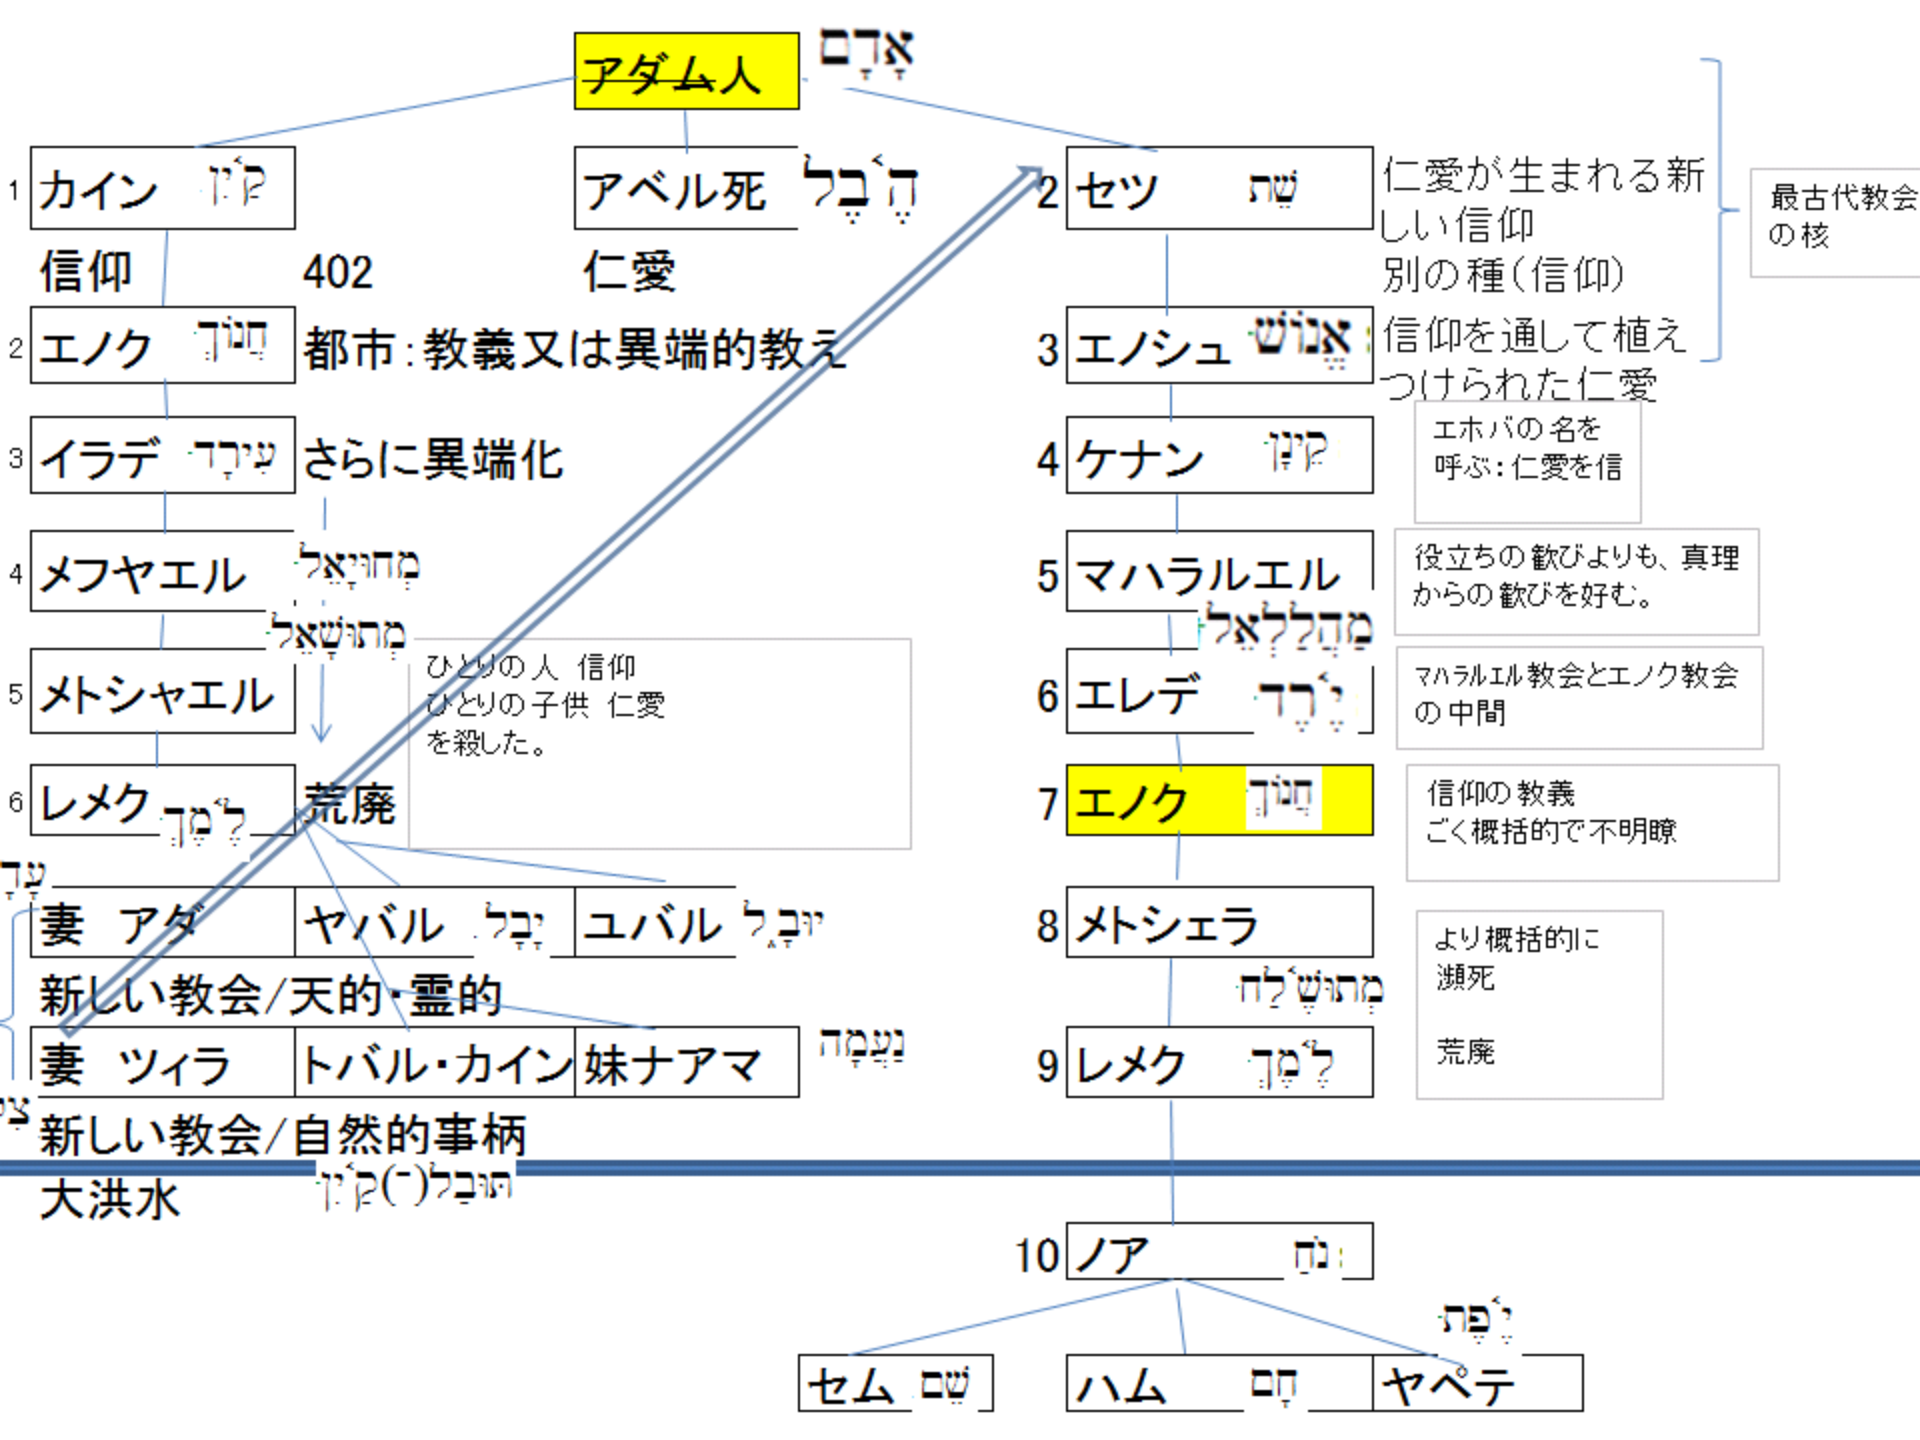 アダム人 אָדָם
1 カイン קַיִן
アベル死 הֶבֶל
2 セツ שֵׁת
仁愛が生まれる新
しい信仰
別の種(信仰)
最古代教会
の核
信仰 402 仁愛
2 エノク חֲנוֹךְ 都市:教義又は異端的教え
3 エノシュ אֱנוֹשׁ
信仰を通して植え
つけられた仁愛
3 イラデ עִירָד さらに異端化
4 ケナン קֵינָן
エホバの名を
呼ぶ:仁愛を信
4 メフヤエル מְחוּיָאֵל
5 マハラルエル
מַהֲלַלְאֵל
役立ちの歓びよりも、真理
からの歓びを好む。
מְתוּשָׁאֵל
5 メトシャエル
ひとりの人 信仰
ひとりの子供 仁愛
を殺した。
6 エレデ יֶרֶד
マハラルエル教会とエノク教会
の中間
6 レメク לֶמֶךְ 荒廃
7 エノク חֲנוֹךְ
信仰の教義
ごく概括的で不明瞭
妻 アダ
ヤバル יָבָל
ユバル יוּבָל
8 メトシェラ
מְתוּשֶׁלַח
より概括的に
瀕死
荒廃
新しい教会/天的・霊的
妻 ツィラ
トバル・カイン
妹ナアマ נַעֲמָה
9 レメク לֶמֶךְ
新しい教会/自然的事柄
大洪水
תּוּבַל(־)קַיִן
10 ノア נֹחַ
セム שֵׁם
ハム חָם
ヤペテ
יֶפֶת